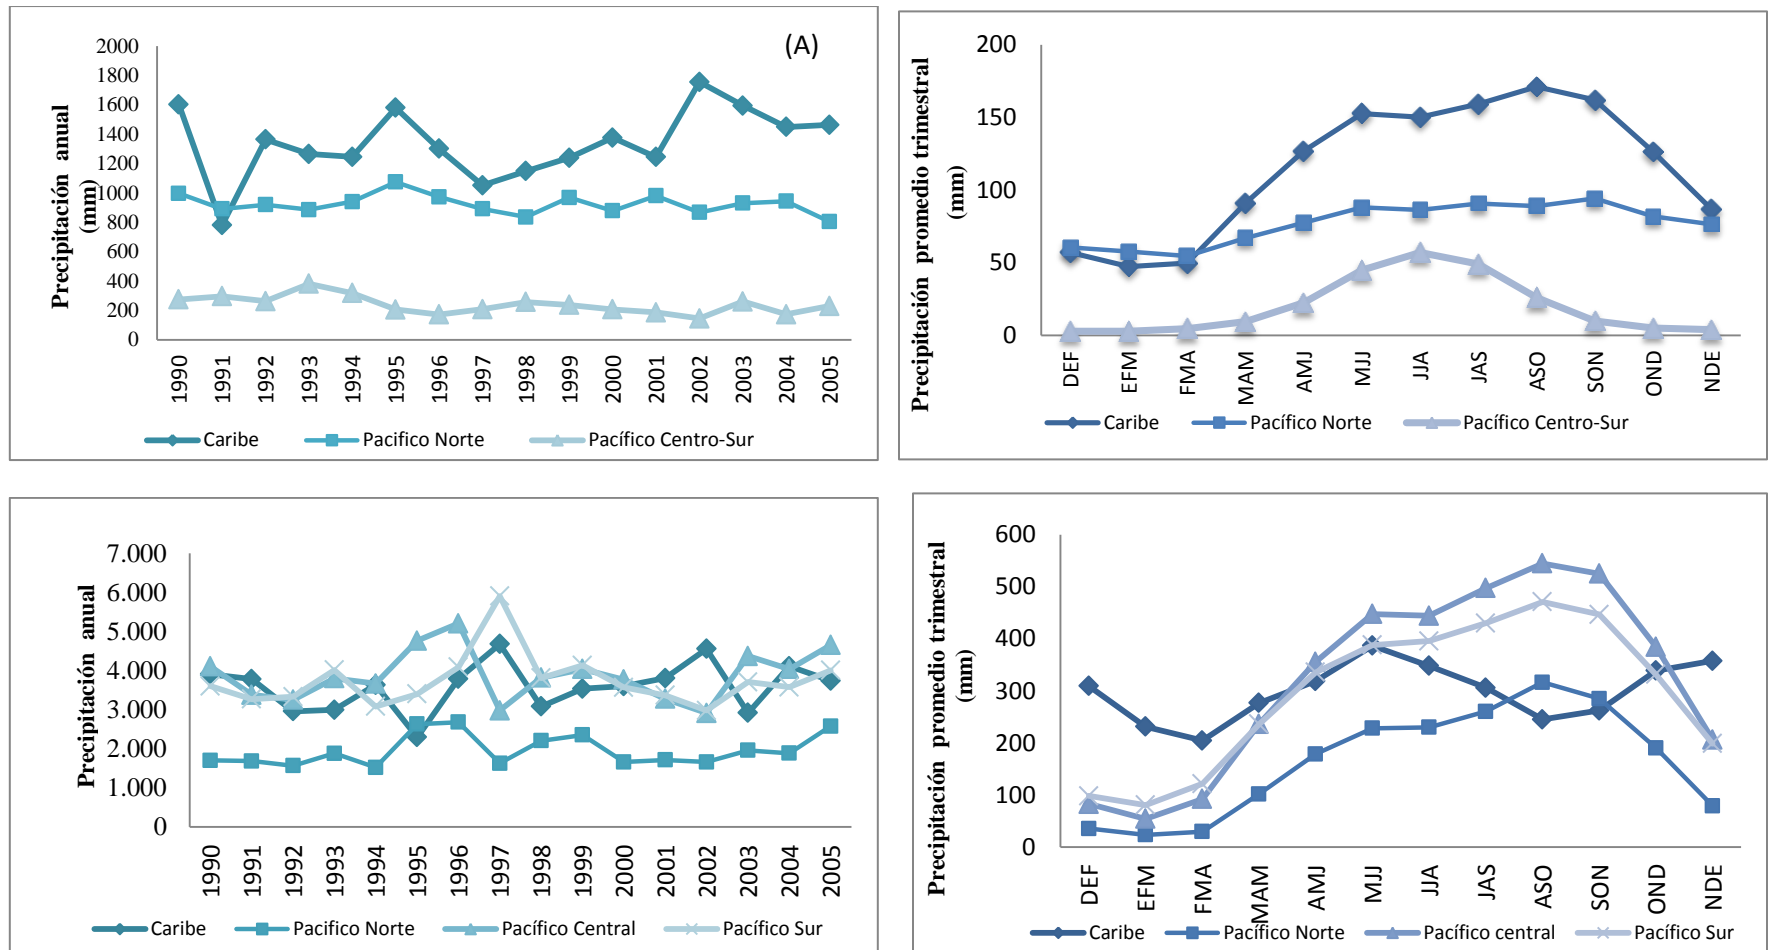 (A)
Precipitación anual
(mm)
2000
1800
1600
1400
1200
1000
800
600
400
200
0
1990 1991 1992 1993 1994 1995 1996 1997 1998 1999 2000 2001 2002 2003 2004 2005
Caribe Pacifico Norte Pacífico Centro-Sur
Precipitación promedio trimestral
(mm)
200
150
100
50
0
DEF EFM FMA MAM AMJ MJJ JJA JAS ASO SON OND NDE
Caribe Pacífico Norte Pacífico Centro-Sur
Precipitación anual
(mm)
7.000
6.000
5.000
4.000
3.000
2.000
1.000
0
1990 1991 1992 1993 1994 1995 1996 1997 1998 1999 2000 2001 2002 2003 2004 2005
Caribe Pacifico Norte Pacífico Central Pacífico Sur
Precipitación promedio trimestral
(mm)
600
500
400
300
200
100
0
DEF EFM FMA MAM AMJ MJJ JJA JAS ASO SON OND NDE
Caribe Pacífico Norte Pacífico central Pacífico Sur